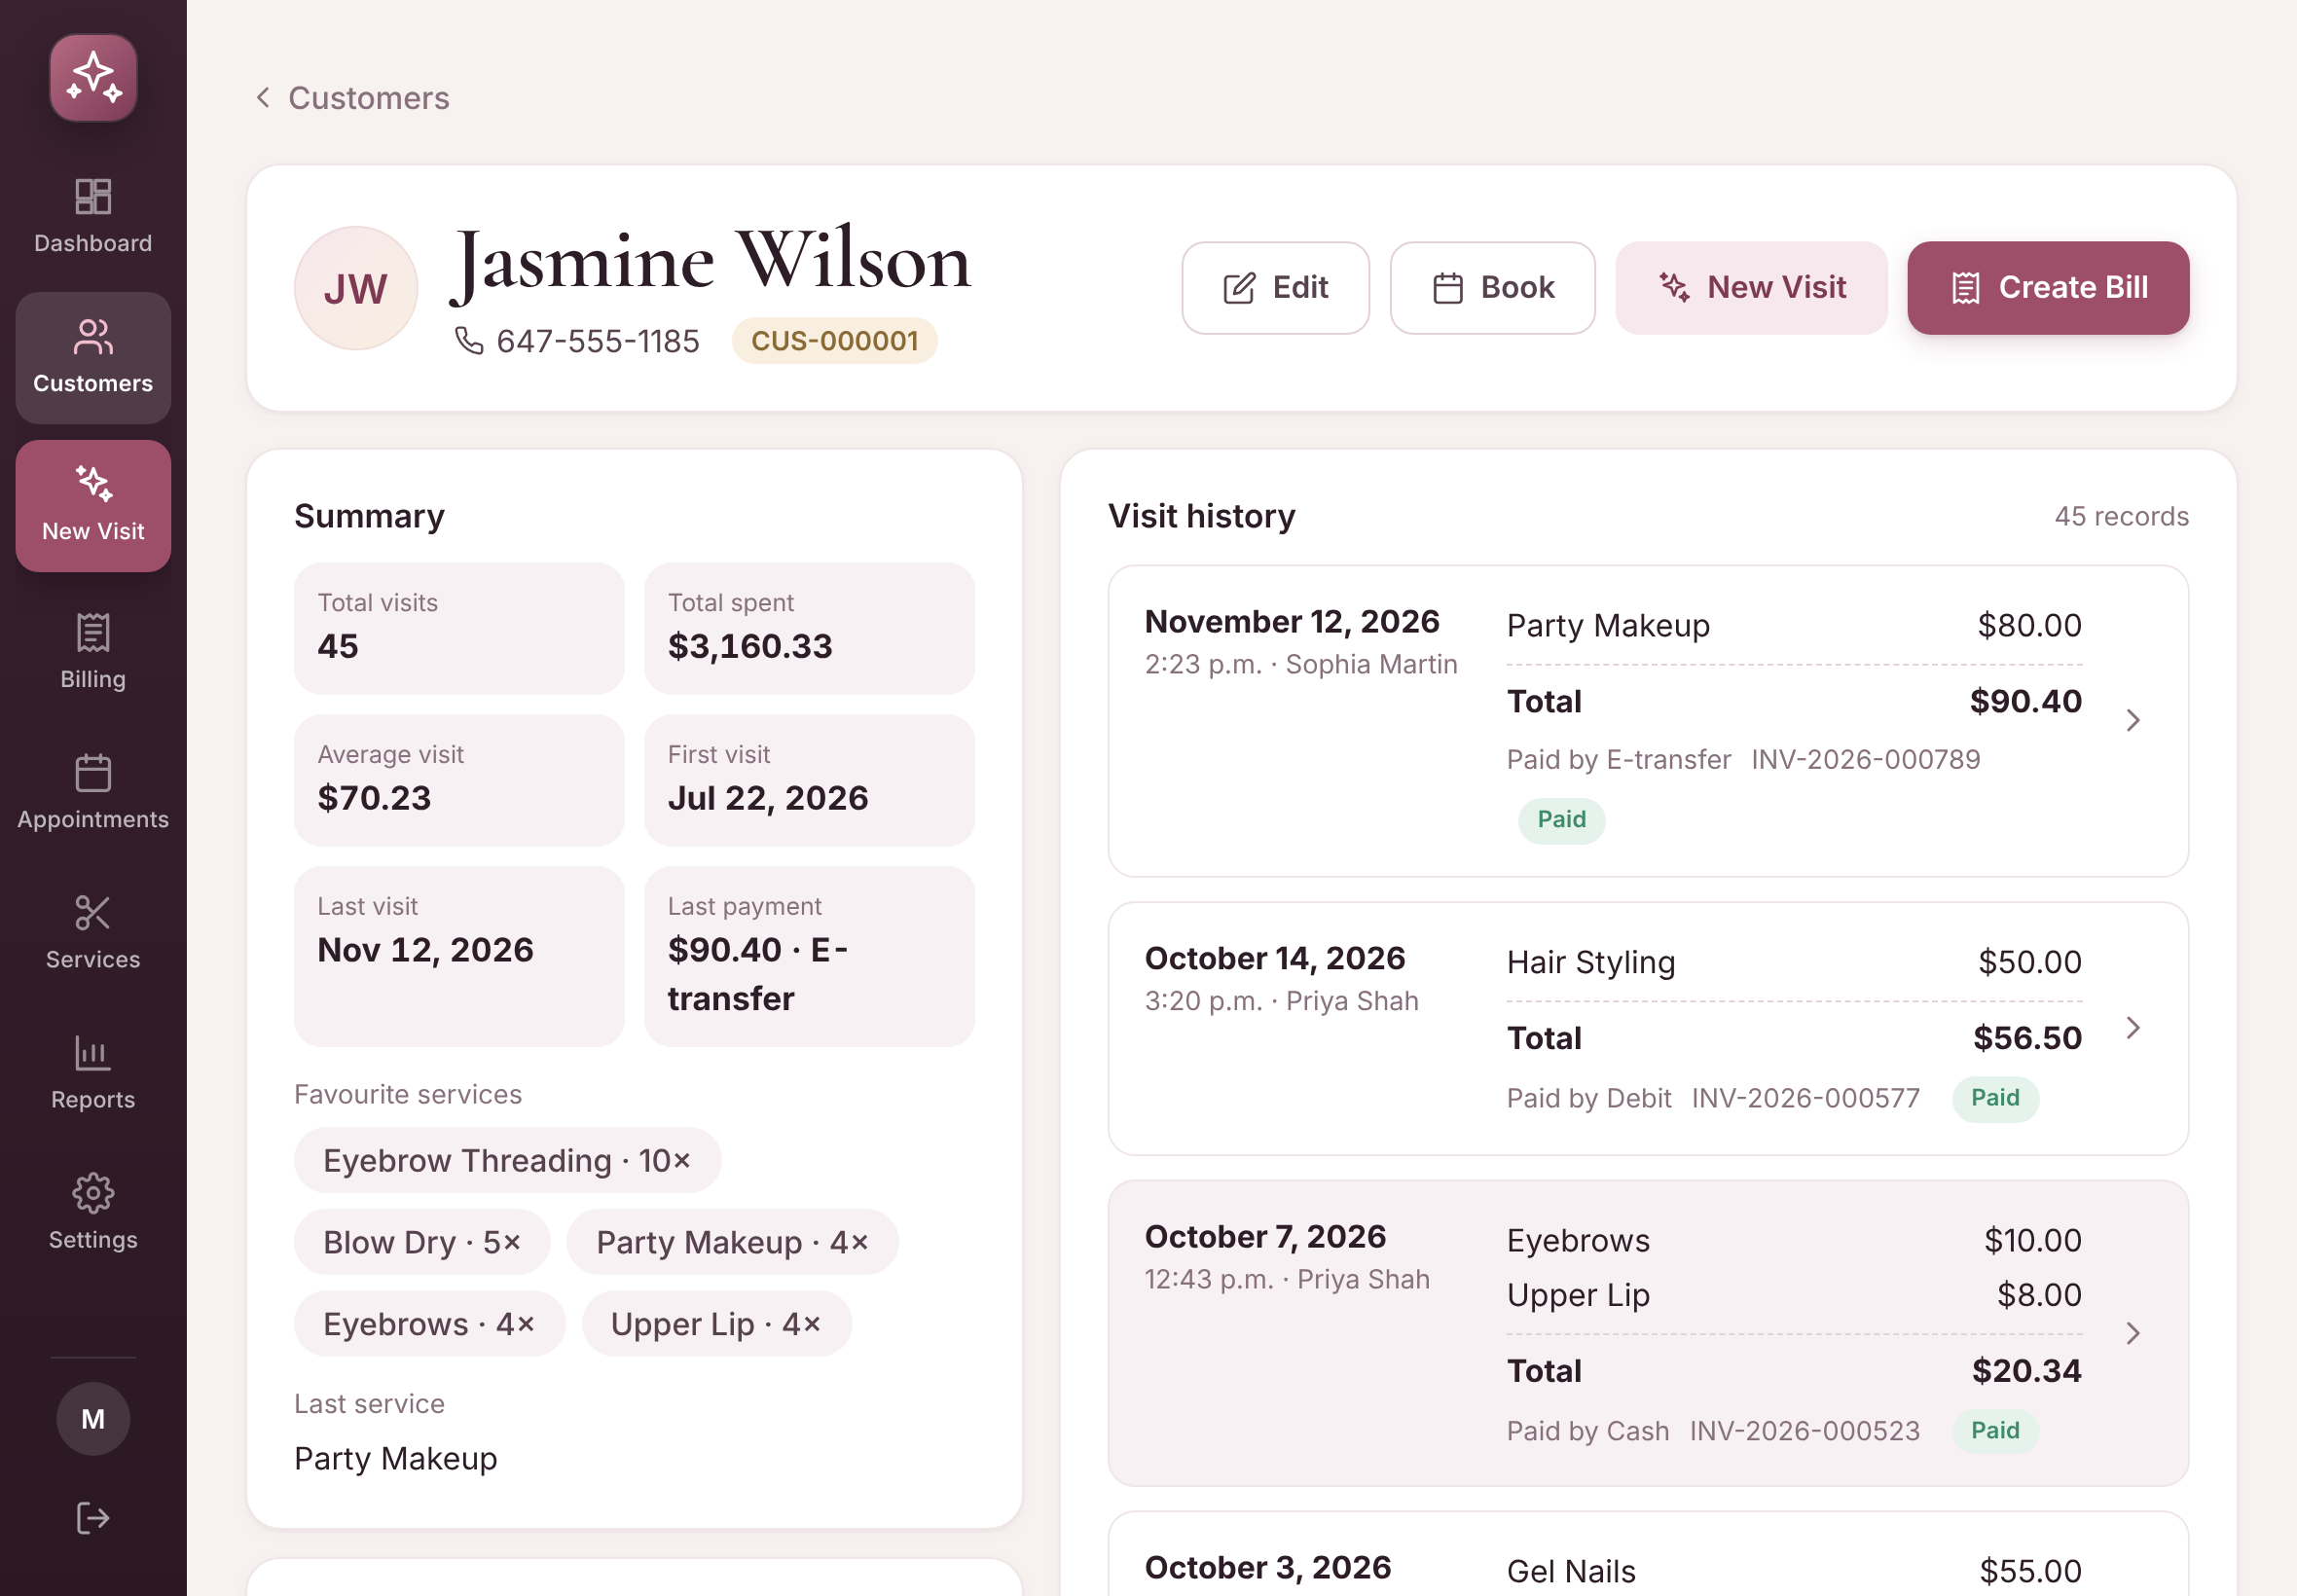 Dashboard
Customers
New Visit
Billing
Appointments
Services
Reports
Settings
M
Customers
JW
Jasmine Wilson
647-555-1185 CUS-000001
Edit
Book
New Visit
Create Bill
Summary
Total visits
45
Total spent
$3,160.33
Average visit
$70.23
First visit
Jul 22, 2026
Last visit
Nov 12, 2026
Last payment
$90.40 · E-
transfer
Favourite services
Eyebrow Threading · 10×
Blow Dry · 5×
Party Makeup · 4×
Eyebrows · 4×
Upper Lip · 4×
Last service
Party Makeup
Visit history
45 records
November 12, 2026
2:23 p.m. · Sophia Martin
Party Makeup $80.00
Total $90.40
Paid by E-transfer INV-2026-000789
Paid
October 14, 2026
3:20 p.m. · Priya Shah
Hair Styling $50.00
Total $56.50
Paid by Debit INV-2026-000577 Paid
October 7, 2026
12:43 p.m. · Priya Shah
Eyebrows $10.00
Upper Lip $8.00
Total $20.34
Paid by Cash INV-2026-000523 Paid
October 3, 2026
Gel Nails $55.00